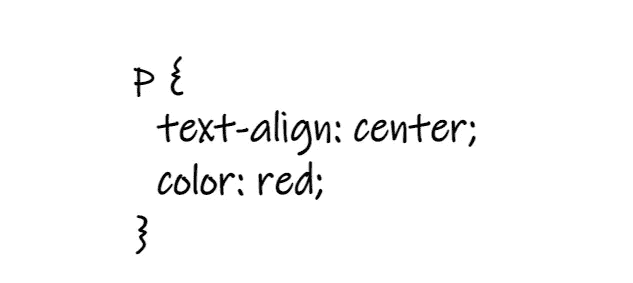 p {
  text-align: center;
  color: red;
}